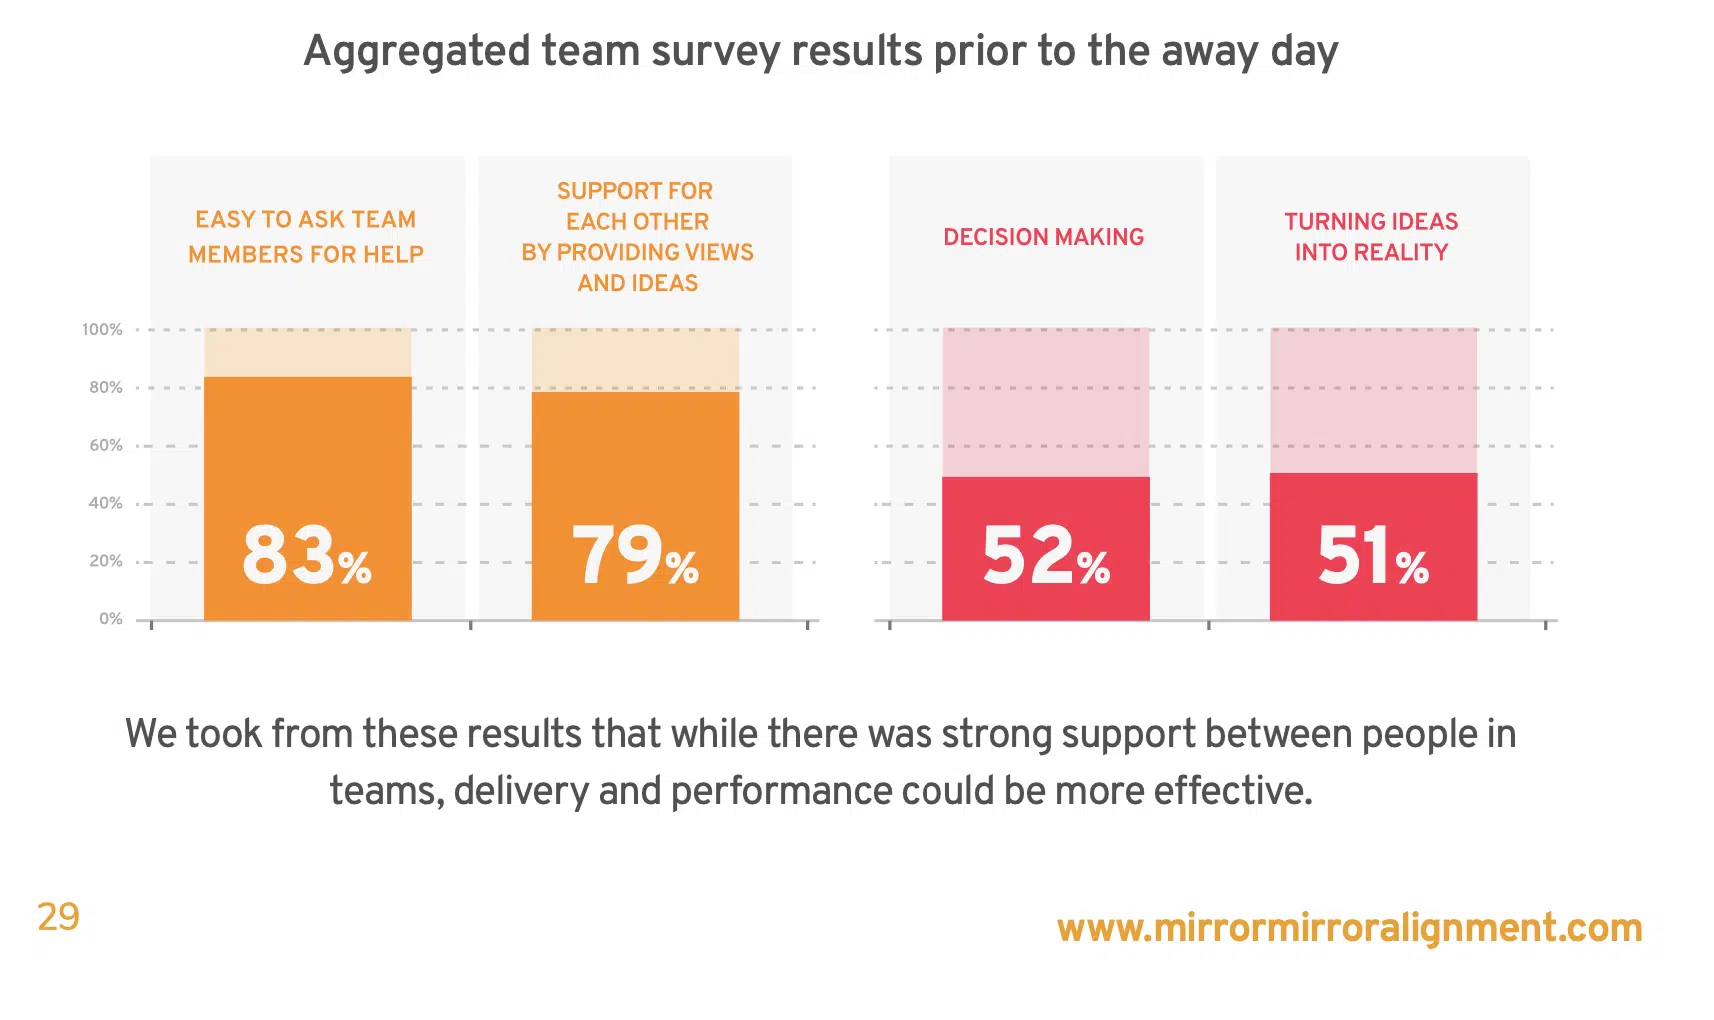 Aggregated team survey results prior to the away day
EASY TO ASK TEAM
MEMBERS FOR HELP
SUPPORT FOR
EACH OTHER
BY PROVIDING VIEWS
AND IDEAS
DECISION MAKING
TURNING IDEAS
INTO REALITY
100%
80%
60%
40%
20%
0%
83%
79%
52%
51%
We took from these results that while there was strong support between people in
teams, delivery and performance could be more effective.
29
www.mirrormirroralignment.com